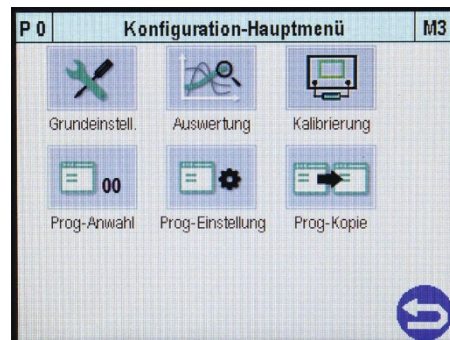 P 0 Konfiguration-Hauptmenü M3
Grundeinstell. Auswertung Kalibrierung
00
Prog-Anwahl Prog-Einstellung Prog-Kopie